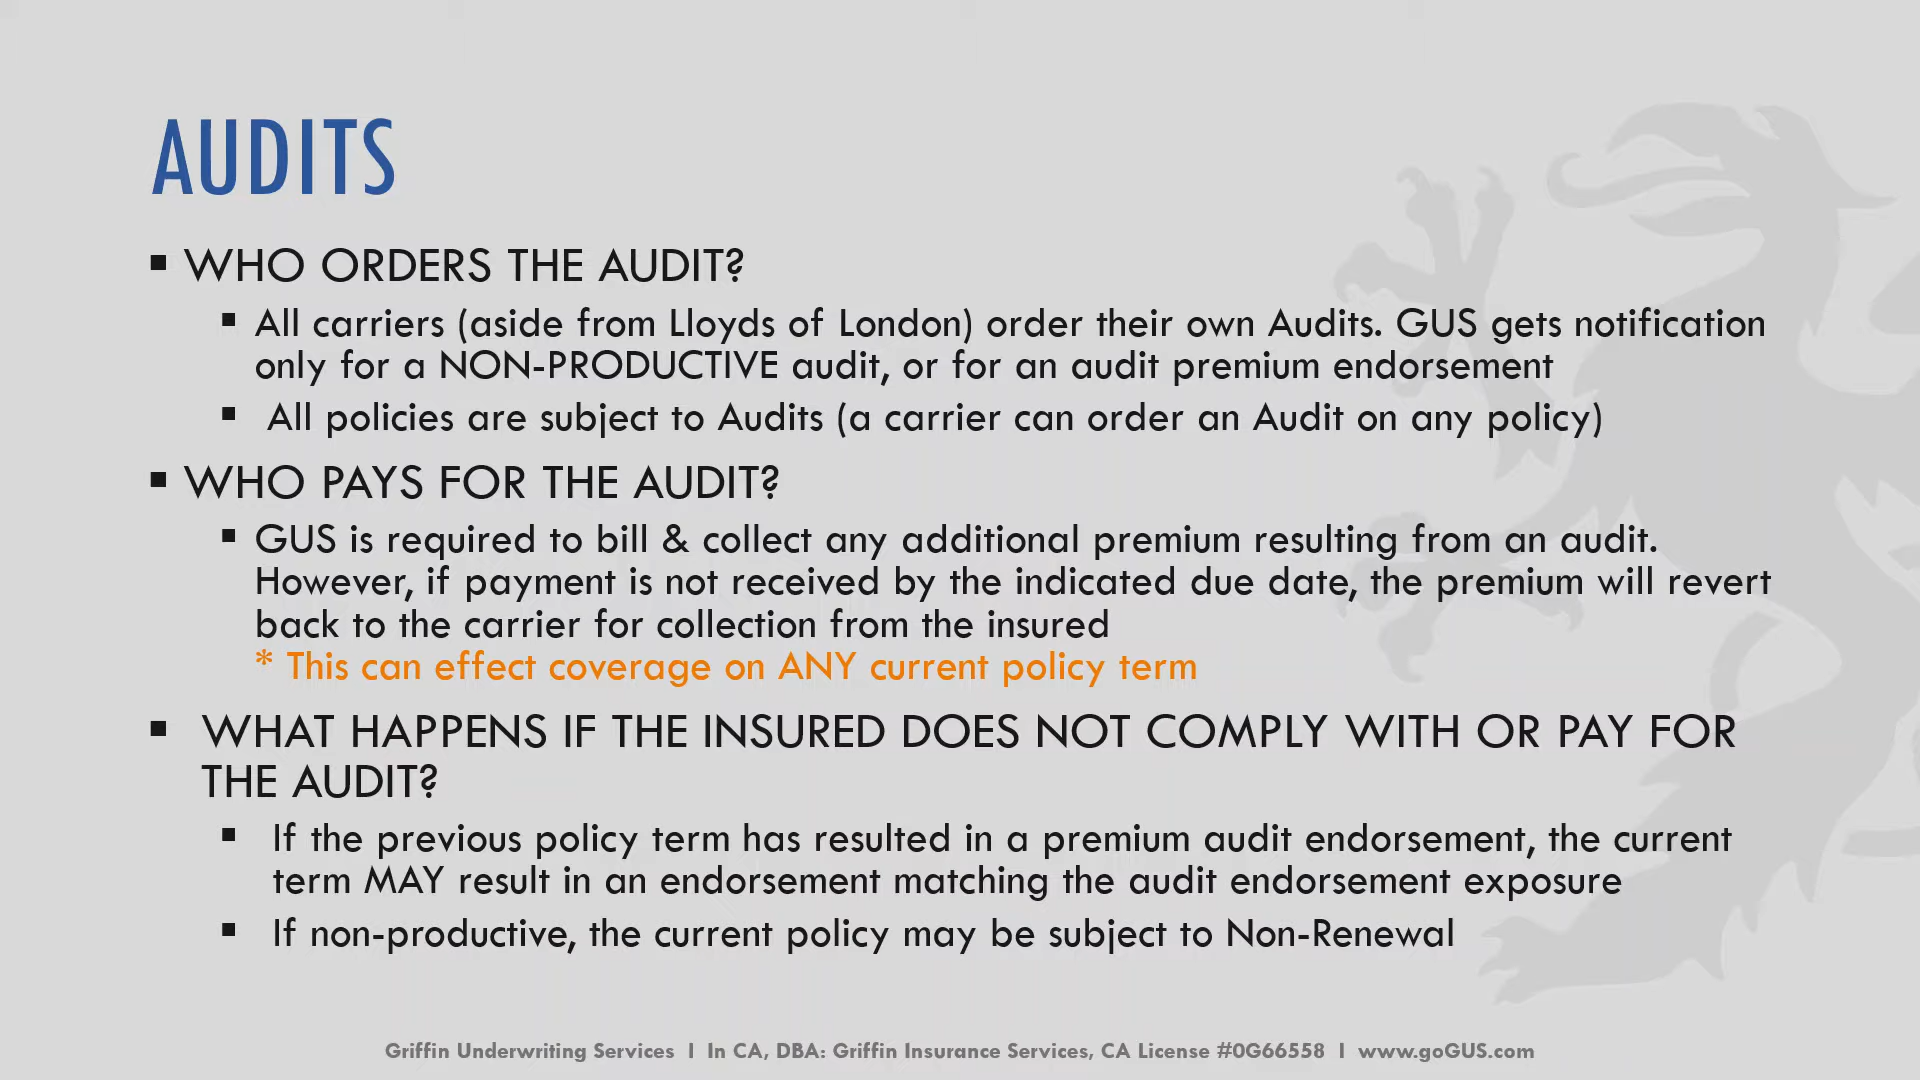 AUDITS
▪ WHO ORDERS THE AUDIT?
▪ All carriers (aside from Lloyds of London) order their own Audits. GUS gets notification
only for a NON-PRODUCTIVE audit, or for an audit premium endorsement
▪ All policies are subject to Audits (a carrier can order an Audit on any policy)
▪ WHO PAYS FOR THE AUDIT?
▪ GUS is required to bill & collect any additional premium resulting from an audit.
However, if payment is not received by the indicated due date, the premium will revert
back to the carrier for collection from the insured
* This can effect coverage on ANY current policy term
▪ WHAT HAPPENS IF THE INSURED DOES NOT COMPLY WITH OR PAY FOR
THE AUDIT?
▪ If the previous policy term has resulted in a premium audit endorsement, the current
term MAY result in an endorsement matching the audit endorsement exposure
▪ If non-productive, the current policy may be subject to Non-Renewal
Griffin Underwriting Services I In CA, DBA: Griffin Insurance Services, CA License #0G66558 I www.goGUS.com